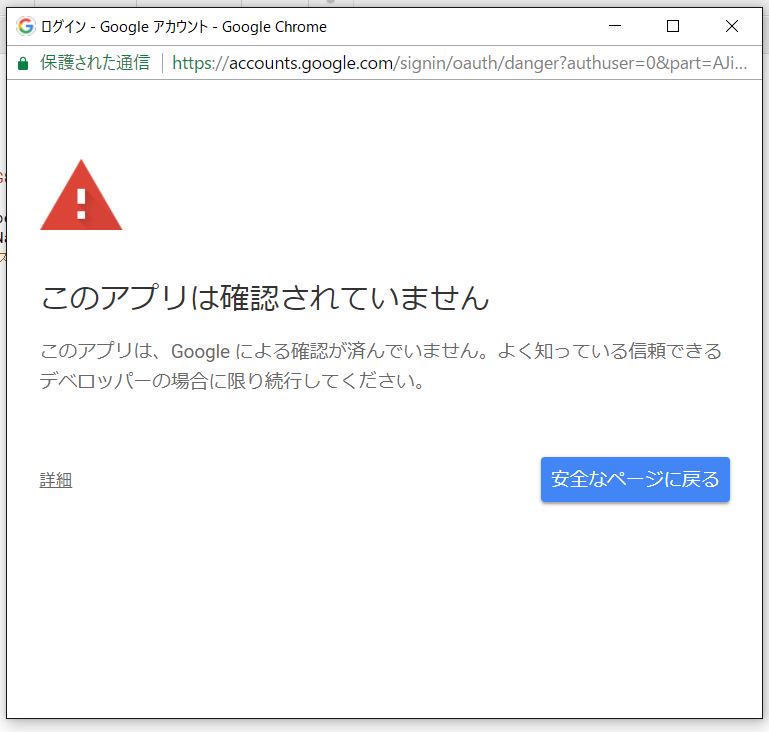 ログイン - Google アカウント - Google Chrome
保護された通信 https://accounts.google.com/signin/oauth/danger?authuser=0&part=AJi...
このアプリは確認されていません
このアプリは、Google による確認が済んでいません。よく知っている信頼できる
デベロッパーの場合に限り続行してください。
詳細 安全なページに戻る